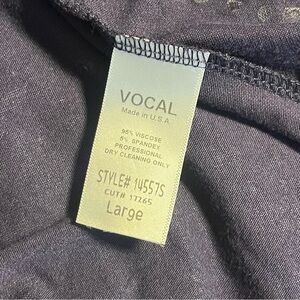 VOCAL
Made in U.S.A.
95% VISCOSE
5% SPANDEX
PROFESSIONAL
DRY CLEANING ONLY
STYLE# 14557S
CUT# 17265
Large